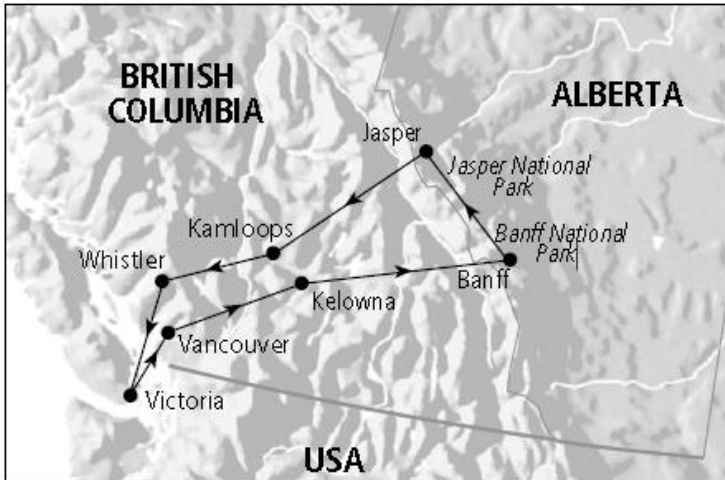 BRITISH
COLUMBIA
ALBERTA
Jasper
Jasper National
Park
Kamloops
Banff National
Park
Whistler
Banff
Kelowna
Vancouver
Victoria
USA